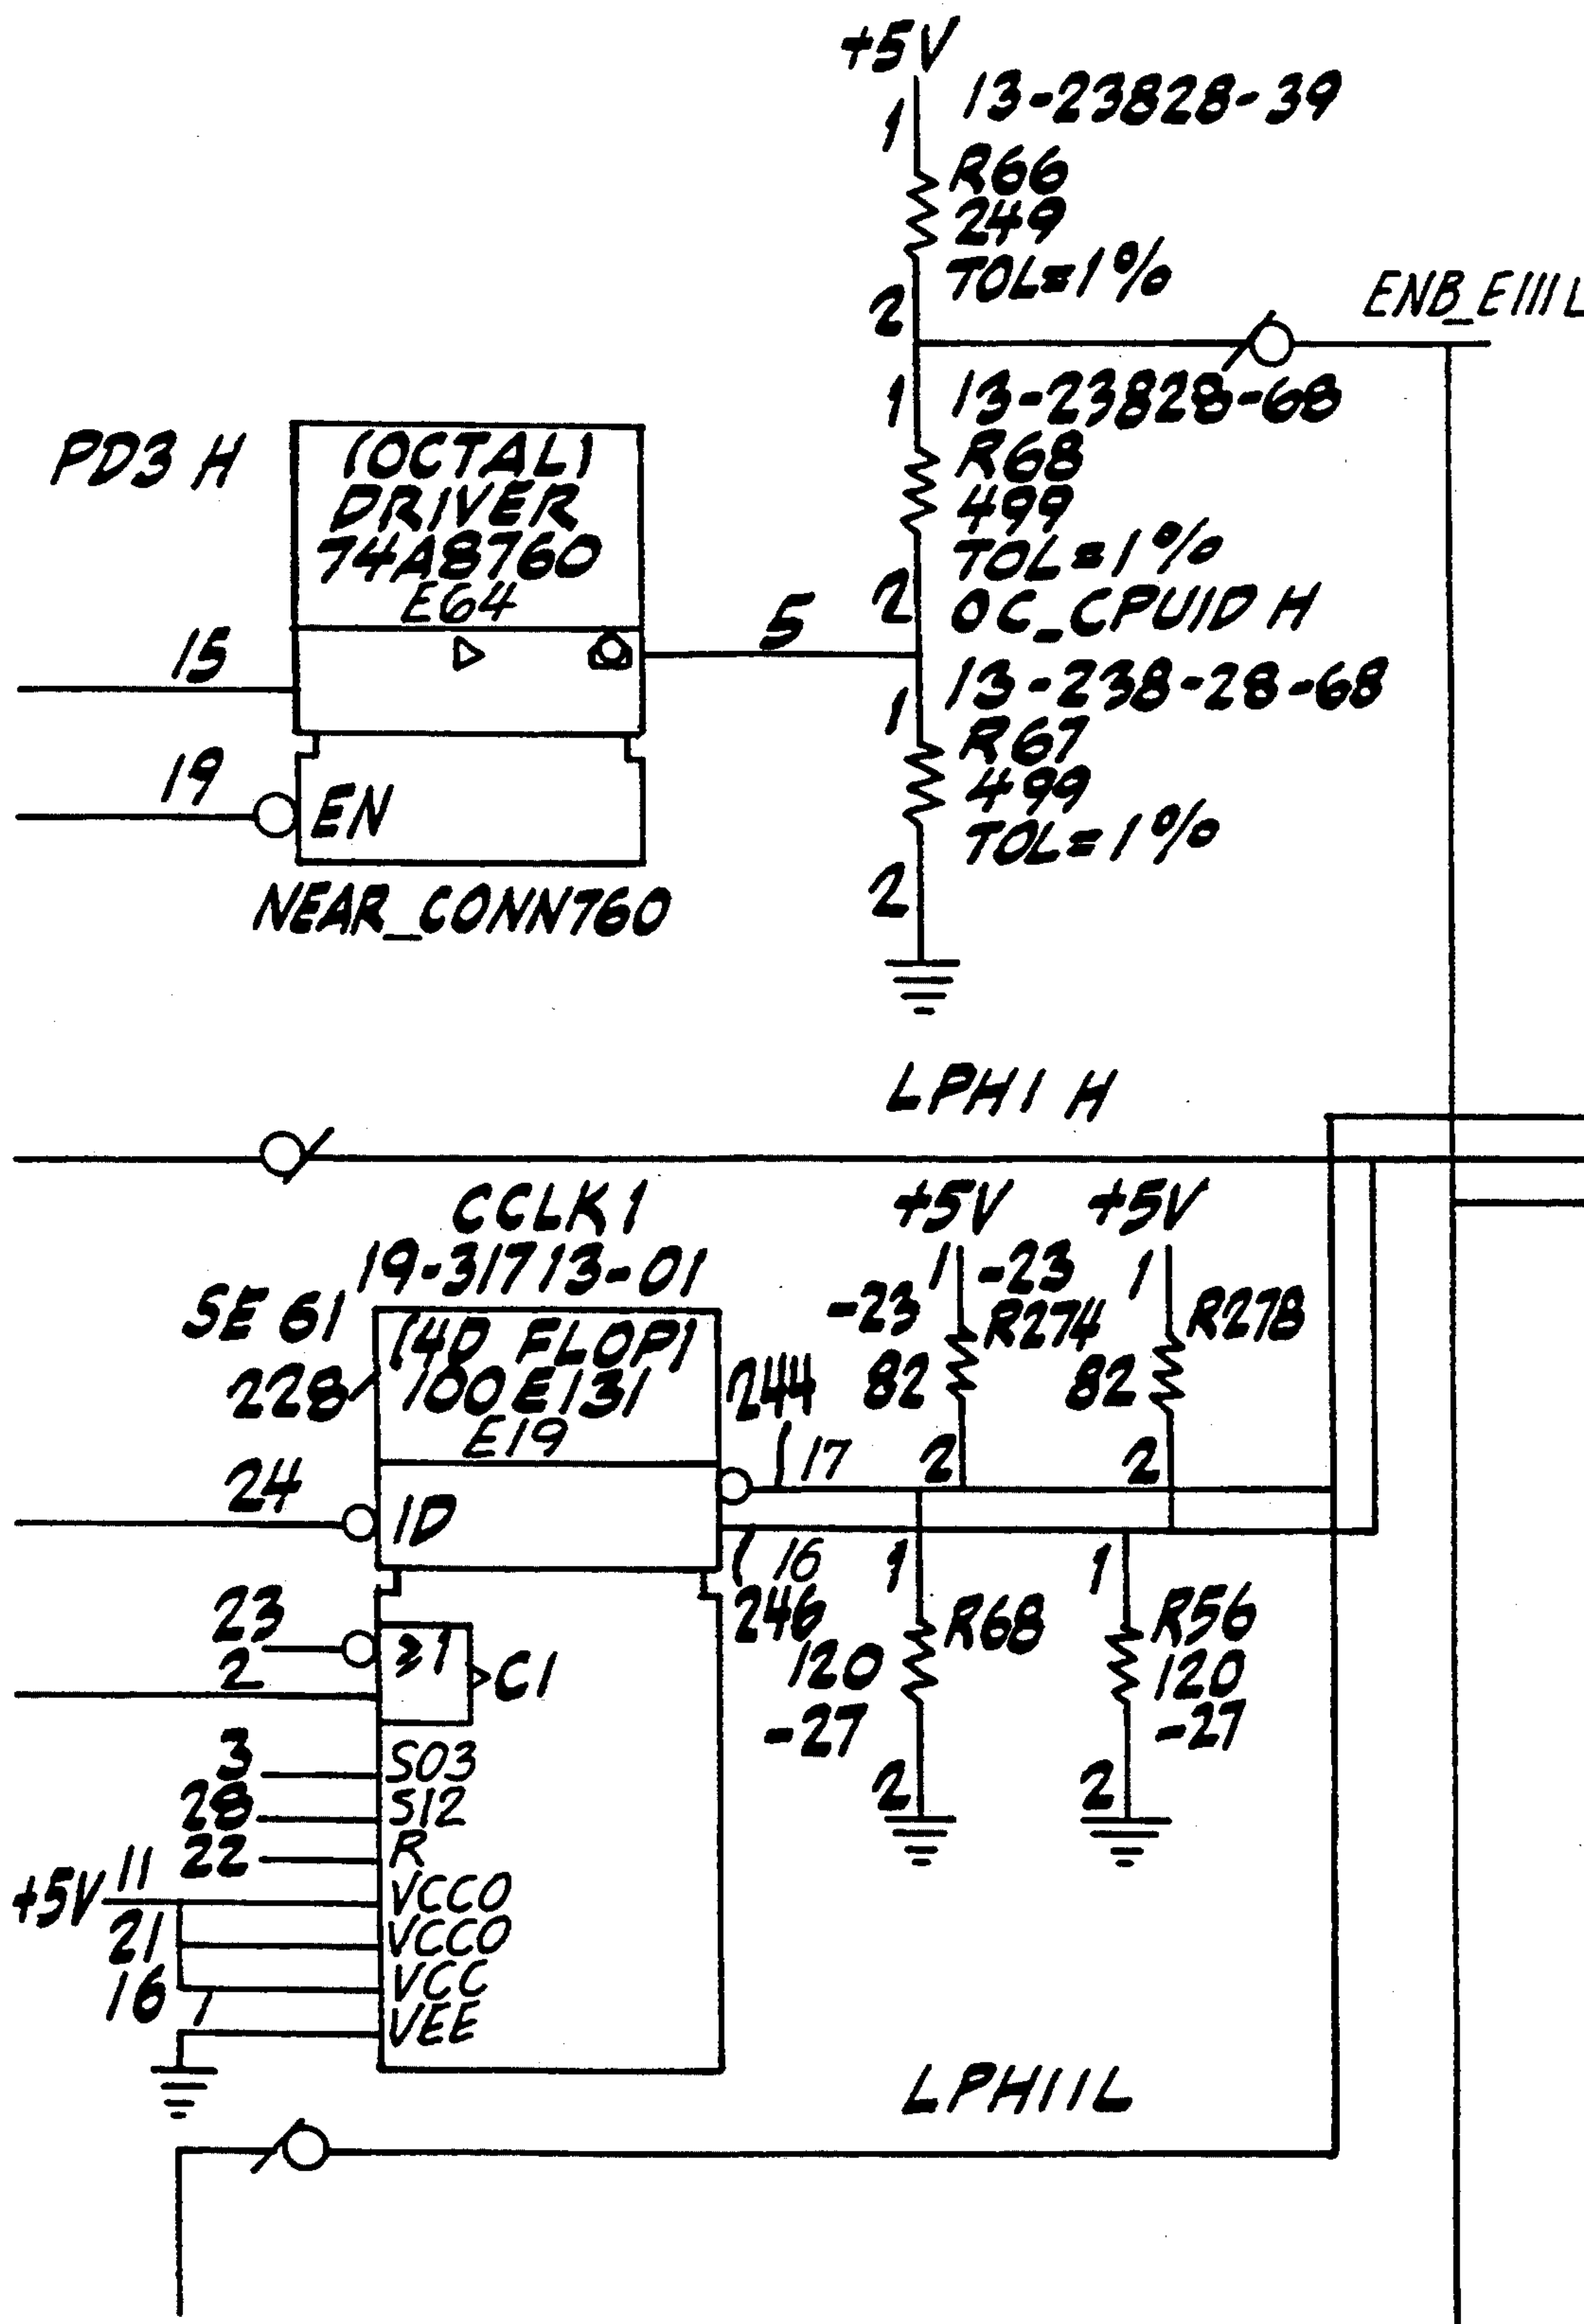 +5V
1
13-23828-39
R66
249
TOL=1%
2
ENB_E111 L
1
13-23828-68
R68
499
TOL=1%
2
OC_CPUID H
PD3 H
(OCTAL)
DRIVER
74A8760
E64
15
5
19
EN
NEAR_CONN760
1
13-238-28-68
R67
499
TOL=1%
2
LPH1 H
CCLK1
19-31713-01
SE 61
228
(4D FLOP)
100E131
E19
24
1D
244
17
16
246
23
2
≥1
C1
3
S03
28
S12
22
R
+5V
11
VCCO
21
VCCO
16
VCC
1
VEE
+5V
1
-23
-23
R274
82
2
+5V
1
R278
82
2
1
R68
120
-27
2
1
R56
120
-27
2
LPH11L